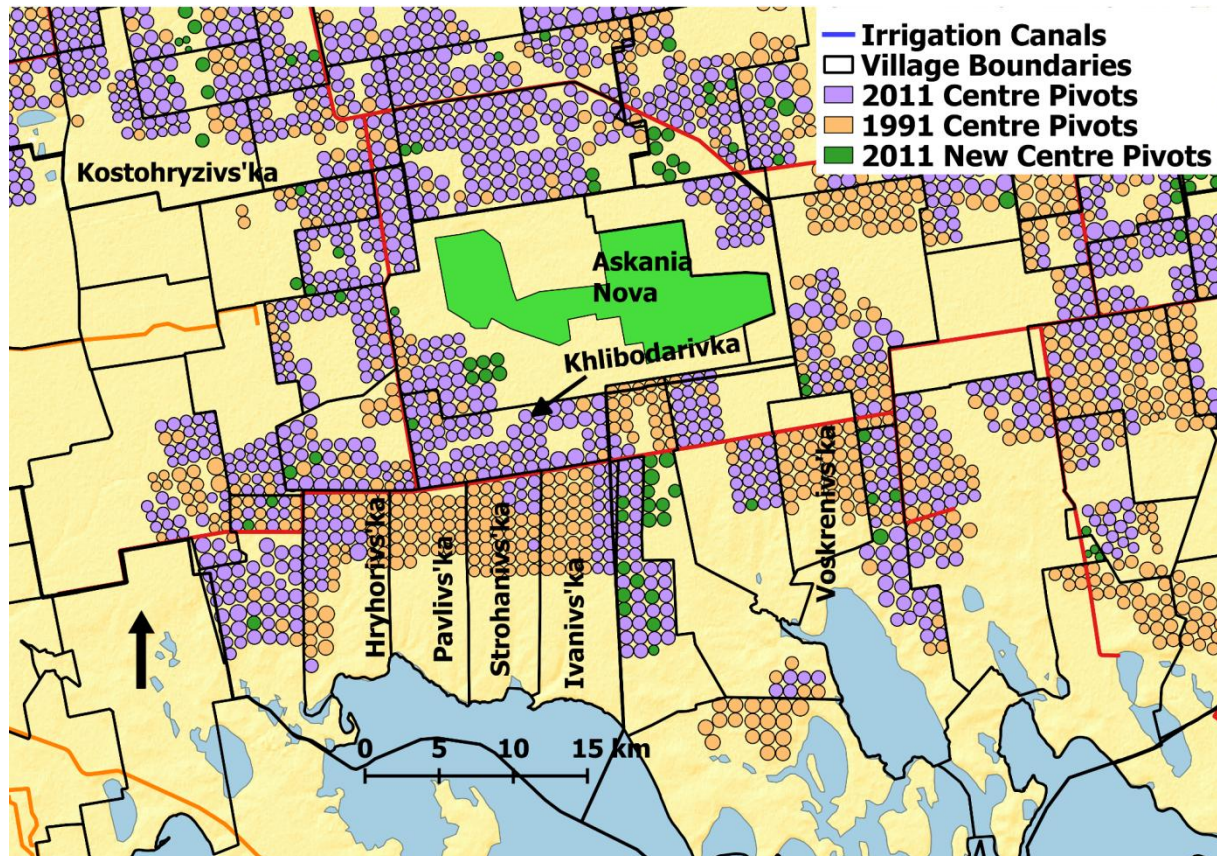 Irrigation Canals
Village Boundaries
2011 Centre Pivots
1991 Centre Pivots
2011 New Centre Pivots
Kostohryzivs'ka
Askania
Nova
Khlibodarivka
Hryhorivs'ka
Pavlivs'ka
Strohanivs'ka
Ivanivs'ka
Voskrenivs'ka
0 5 10 15 km